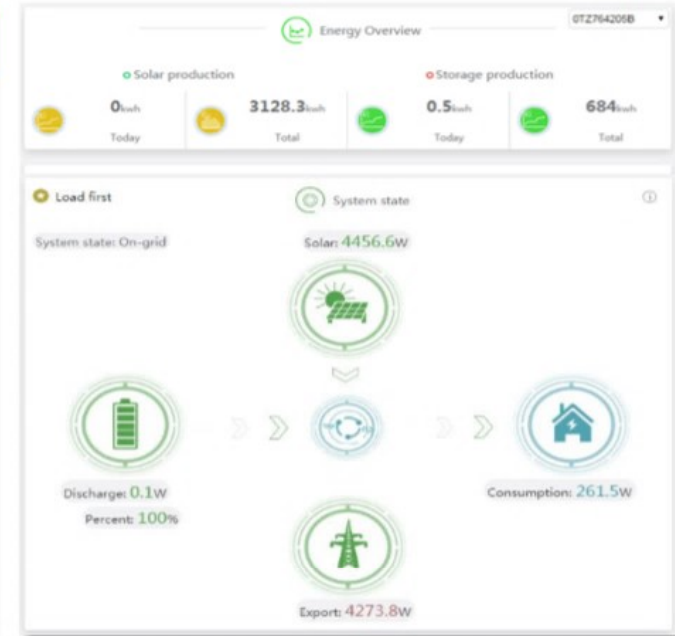 0TZ764205B
Energy Overview
Solar production
Storage production
0kwh
3128.3kwh
0.5kwh
684kwh
Today
Total
Today
Total
Load first
System state
System state: On-grid
Solar: 4456.6W
Discharge: 0.1W
Percent: 100%
Consumption: 261.5W
Export: 4273.8W